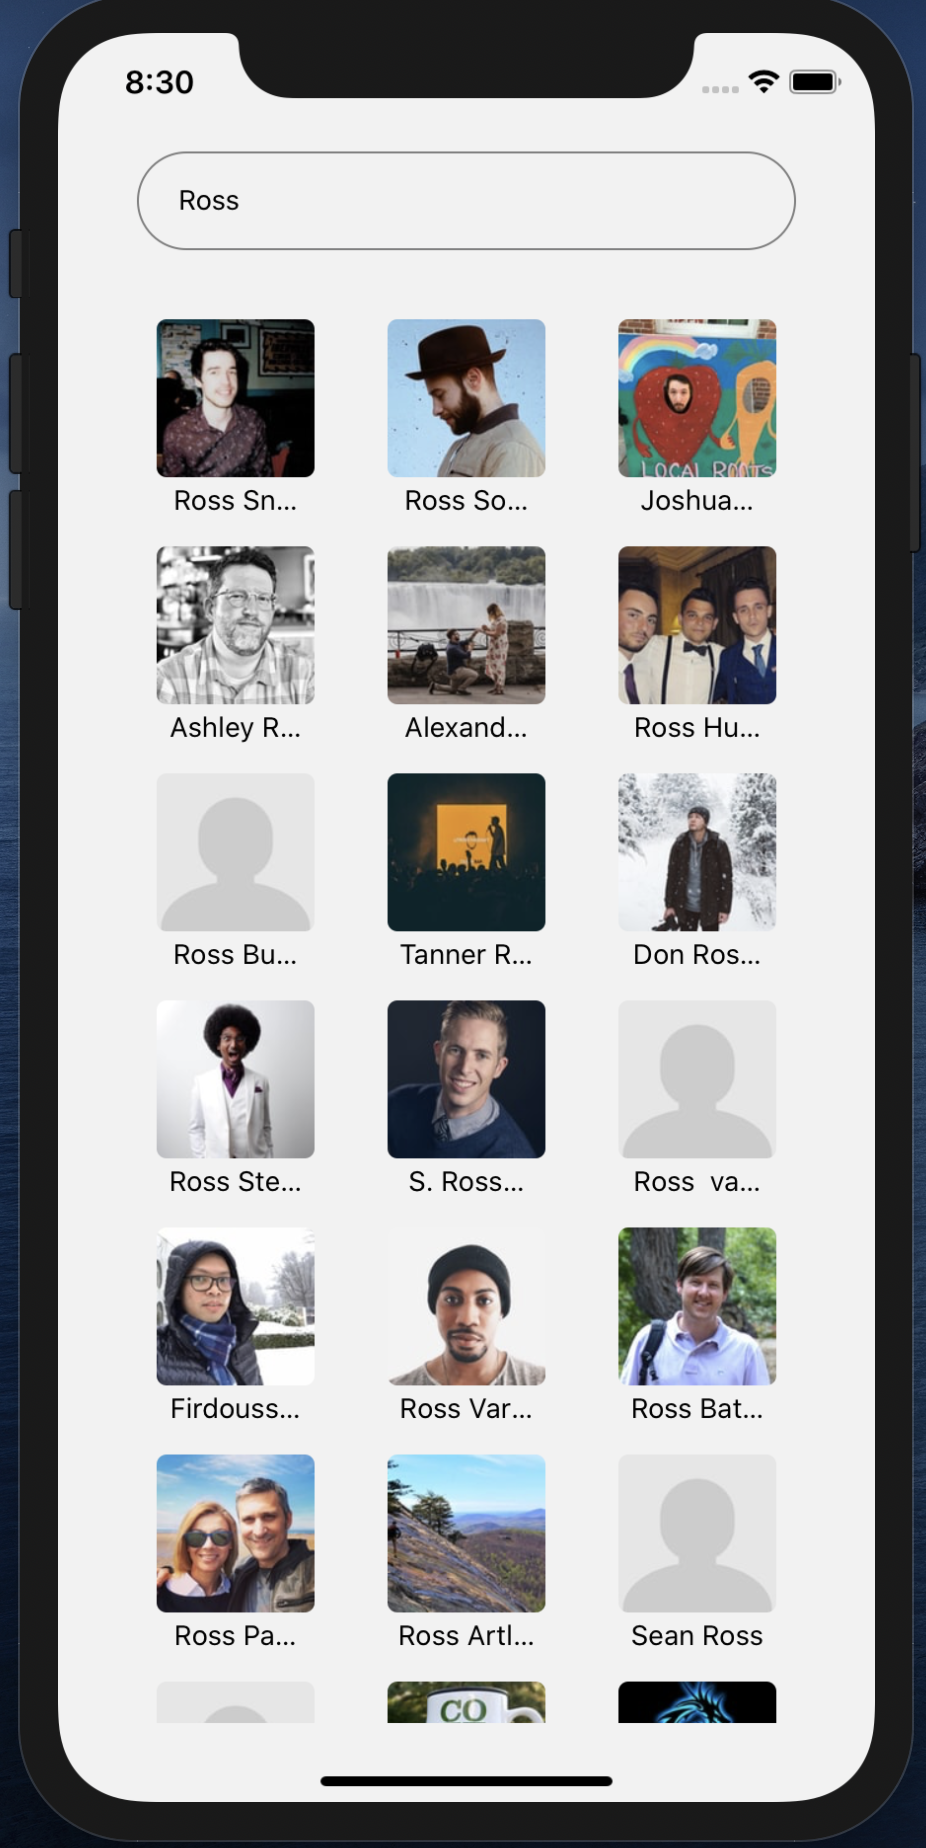 8:30
Ross
LOCAL ROOTS
Ross Sn...
Ross So...
Joshua...
Ashley R...
Alexand...
Ross Hu...
Ross Bu...
Tanner R...
Don Ros...
Ross Ste...
S. Ross...
Ross  va...
Firdouss...
Ross Var...
Ross Bat...
Ross Pa...
Ross Artl...
Sean Ross
CO